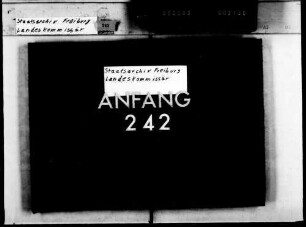 Staatsarchiv Freiburg
Landeskommissär
Staatsarchiv Freiburg
Landeskommissär
ANFANG
242